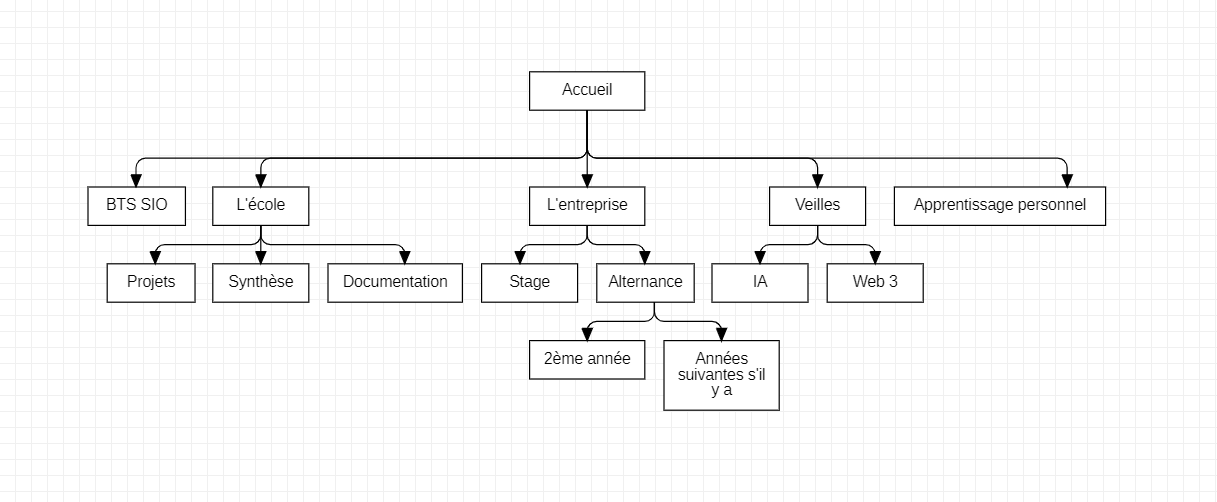 Accueil
BTS SIO
L'école
L'entreprise
Veilles
Apprentissage personnel
Projets
Synthèse
Documentation
Stage
Alternance
IA
Web 3
2ème année
Années
suivantes s'il
y a